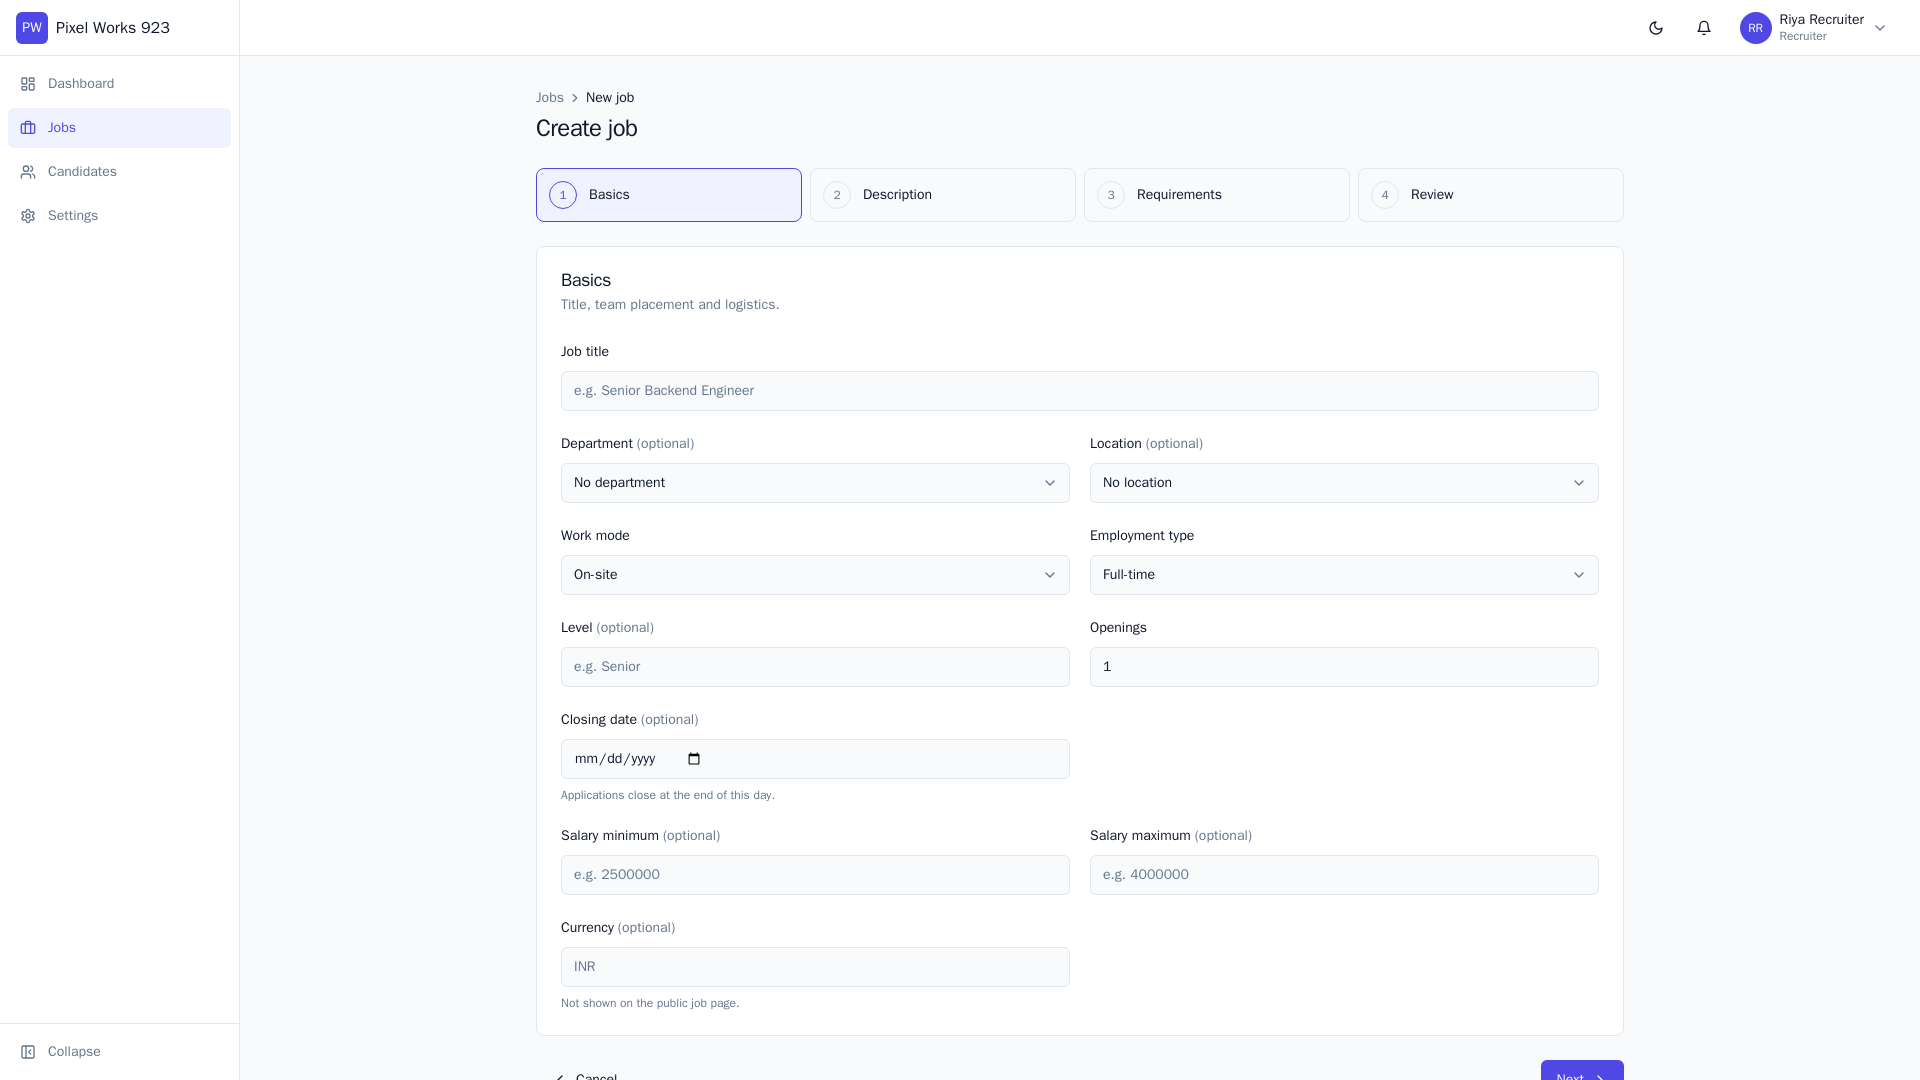 PW Pixel Works 923
RR Riya Recruiter
Recruiter
Dashboard
Jobs
Candidates
Settings
Collapse
Jobs > New job
Create job
1 Basics
2 Description
3 Requirements
4 Review
Basics
Title, team placement and logistics.
Job title
e.g. Senior Backend Engineer
Department (optional) Location (optional)
No department No location
Work mode Employment type
On-site Full-time
Level (optional) Openings
e.g. Senior 1
Closing date (optional)
mm/dd/yyyy
Applications close at the end of this day.
Salary minimum (optional) Salary maximum (optional)
e.g. 2500000 e.g. 4000000
Currency (optional)
INR
Not shown on the public job page.
Cancel Next